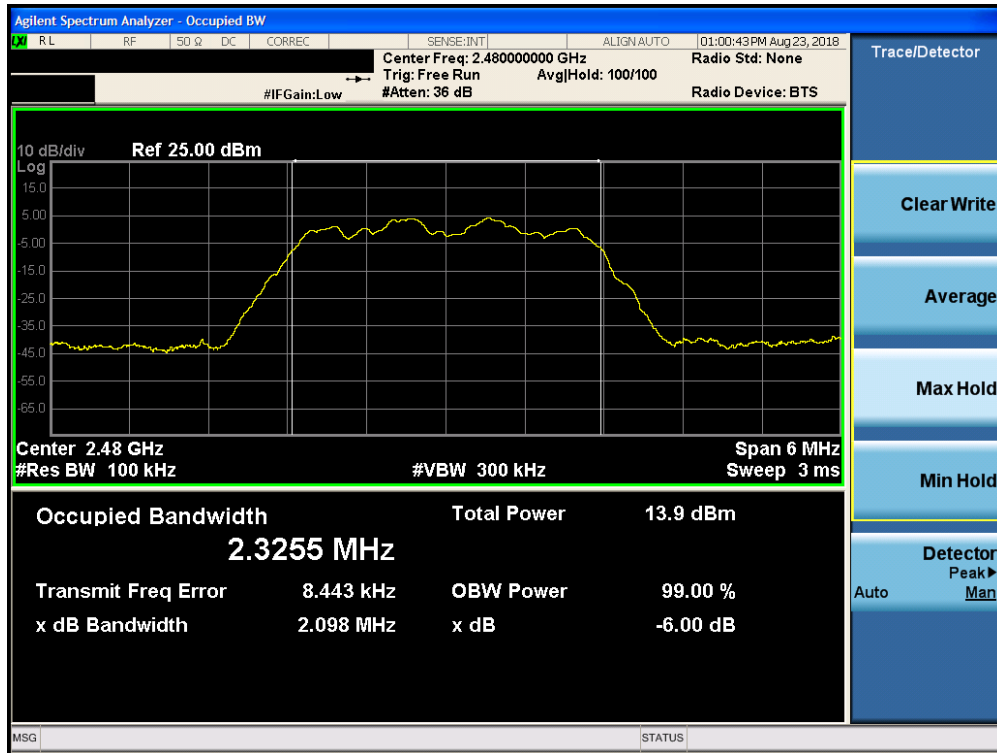 Agilent Spectrum Analyzer - Occupied BW
LXI RL RF 50 Ω DC CORREC SENSE:INT ALIGN AUTO 01:00:43 PM Aug 23, 2018
Center Freq: 2.480000000 GHz Radio Std: None
Trig: Free Run Avg|Hold: 100/100
#IFGain:Low #Atten: 36 dB Radio Device: BTS
10 dB/div Ref 25.00 dBm
Log
15.0
5.00
-5.00
-15.0
-25.0
-35.0
-45.0
-55.0
-65.0
Center 2.48 GHz Span 6 MHz
#Res BW 100 kHz #VBW 300 kHz Sweep 3 ms
Occupied Bandwidth Total Power 13.9 dBm
2.3255 MHz
Transmit Freq Error 8.443 kHz OBW Power 99.00 %
x dB Bandwidth 2.098 MHz x dB -6.00 dB
MSG STATUS
Trace/Detector
Clear Write
Average
Max Hold
Min Hold
Detector
Peak▶
Auto Man